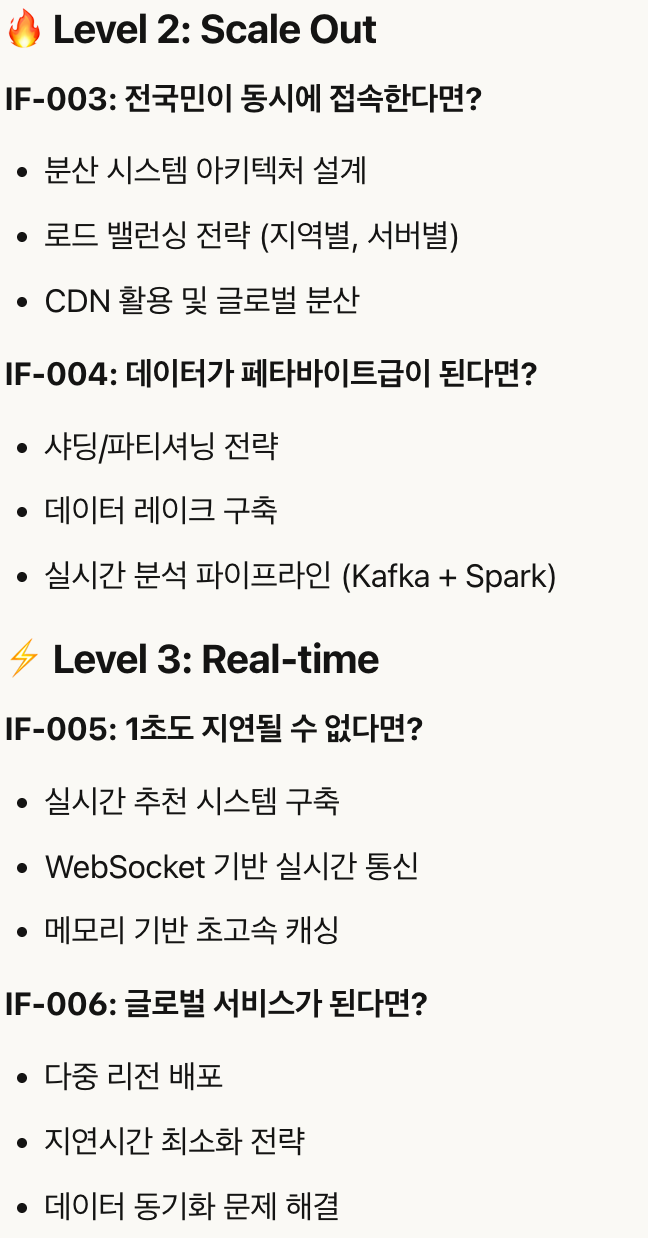 🔥 Level 2: Scale Out
IF-003: 전국민이 동시에 접속한다면?
• 분산 시스템 아키텍처 설계
• 로드 밸런싱 전략 (지역별, 서버별)
• CDN 활용 및 글로벌 분산
IF-004: 데이터가 페타바이트급이 된다면?
• 샤딩/파티셔닝 전략
• 데이터 레이크 구축
• 실시간 분석 파이프라인 (Kafka + Spark)
⚡ Level 3: Real-time
IF-005: 1초도 지연될 수 없다면?
• 실시간 추천 시스템 구축
• WebSocket 기반 실시간 통신
• 메모리 기반 초고속 캐싱
IF-006: 글로벌 서비스가 된다면?
• 다중 리전 배포
• 지연시간 최소화 전략
• 데이터 동기화 문제 해결